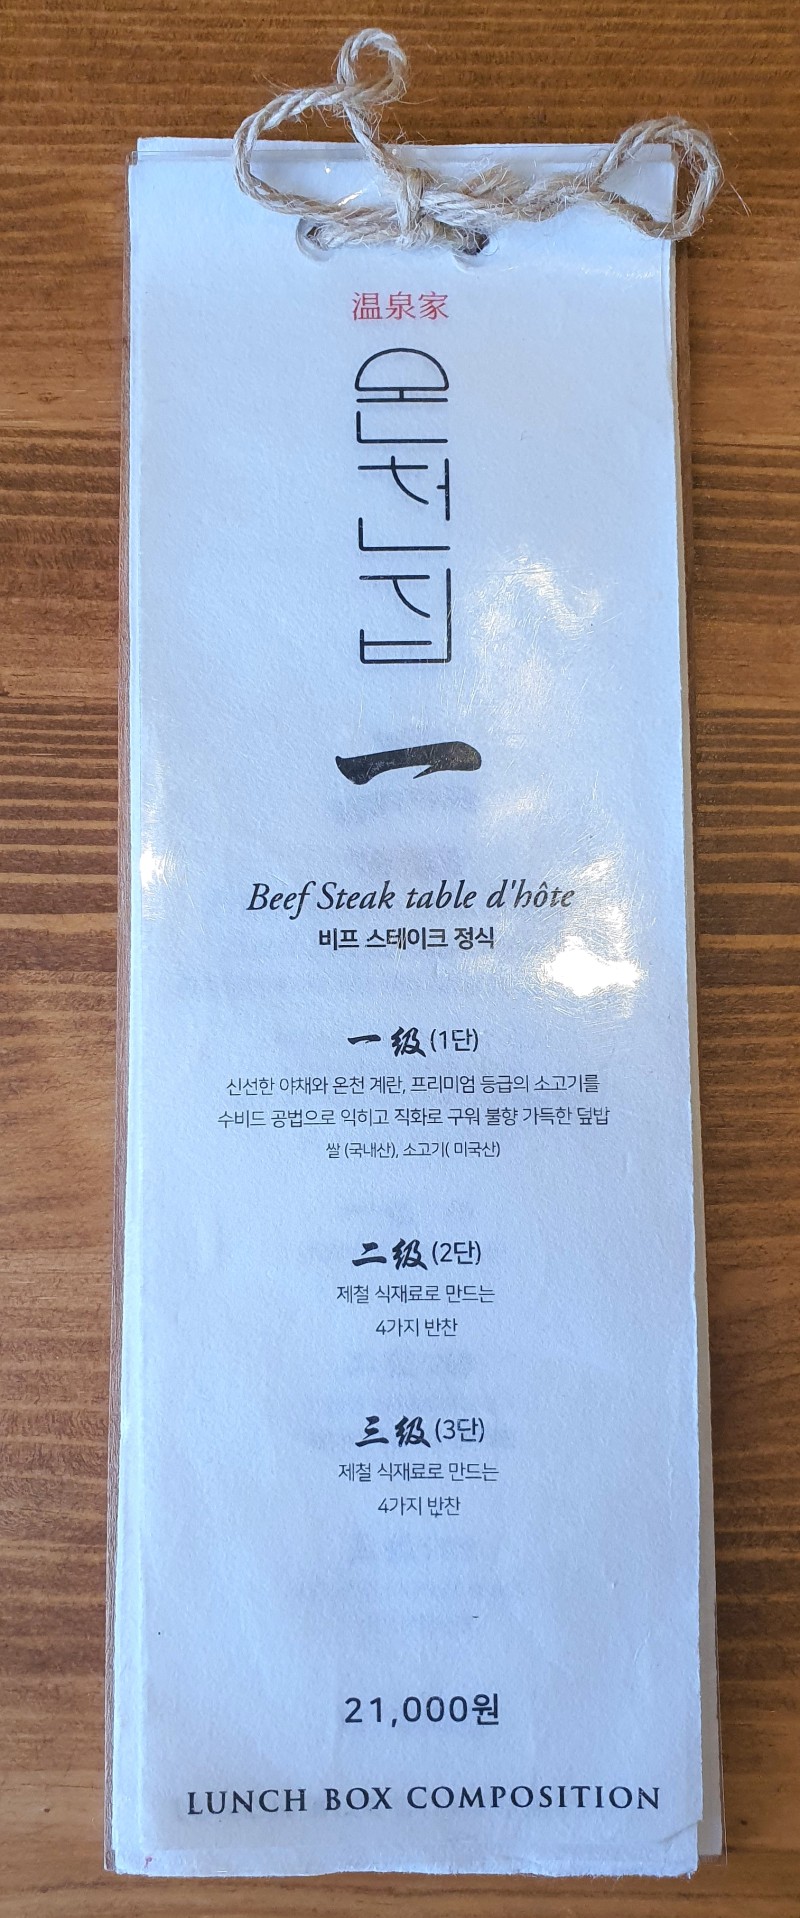 温泉家
온천집
一
Beef Steak table d'hôte
비프 스테이크 정식
一級 (1단)
신선한 야채와 온천 계란, 프리미엄 등급의 소고기를
수비드 공법으로 익히고 직화로 구워 불향 가득한 덮밥
쌀 (국내산), 소고기( 미국산)
二級 (2단)
제철 식재료로 만드는
4가지 반찬
三級 (3단)
제철 식재료로 만드는
4가지 반찬
21,000원
LUNCH BOX COMPOSITION